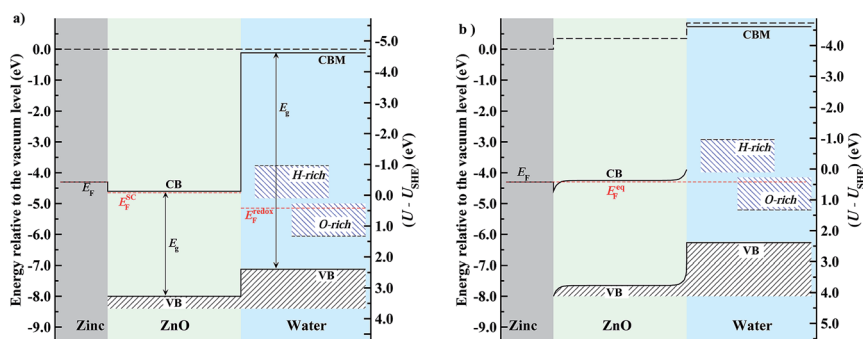 a)
Energy relative to the vacuum level (eV)
0.0
-1.0
-2.0
-3.0
-4.0
-5.0
-6.0
-7.0
-8.0
-9.0
E_F
CB
E_F^SC
E_g
VB
CBM
E_g
H-rich
E_F^redox
O-rich
VB
Zinc
ZnO
Water
-5.0
-4.0
-3.0
-2.0
-1.0
0.0
1.0
2.0
3.0
4.0
(U - U_SHE) (eV)
b)
Energy relative to the vacuum level (eV)
0.0
-1.0
-2.0
-3.0
-4.0
-5.0
-6.0
-7.0
-8.0
-9.0
E_F
CB
E_F^eq
VB
CBM
H-rich
O-rich
VB
Zinc
ZnO
Water
-4.0
-3.0
-2.0
-1.0
0.0
1.0
2.0
3.0
4.0
5.0
(U - U_SHE) (eV)